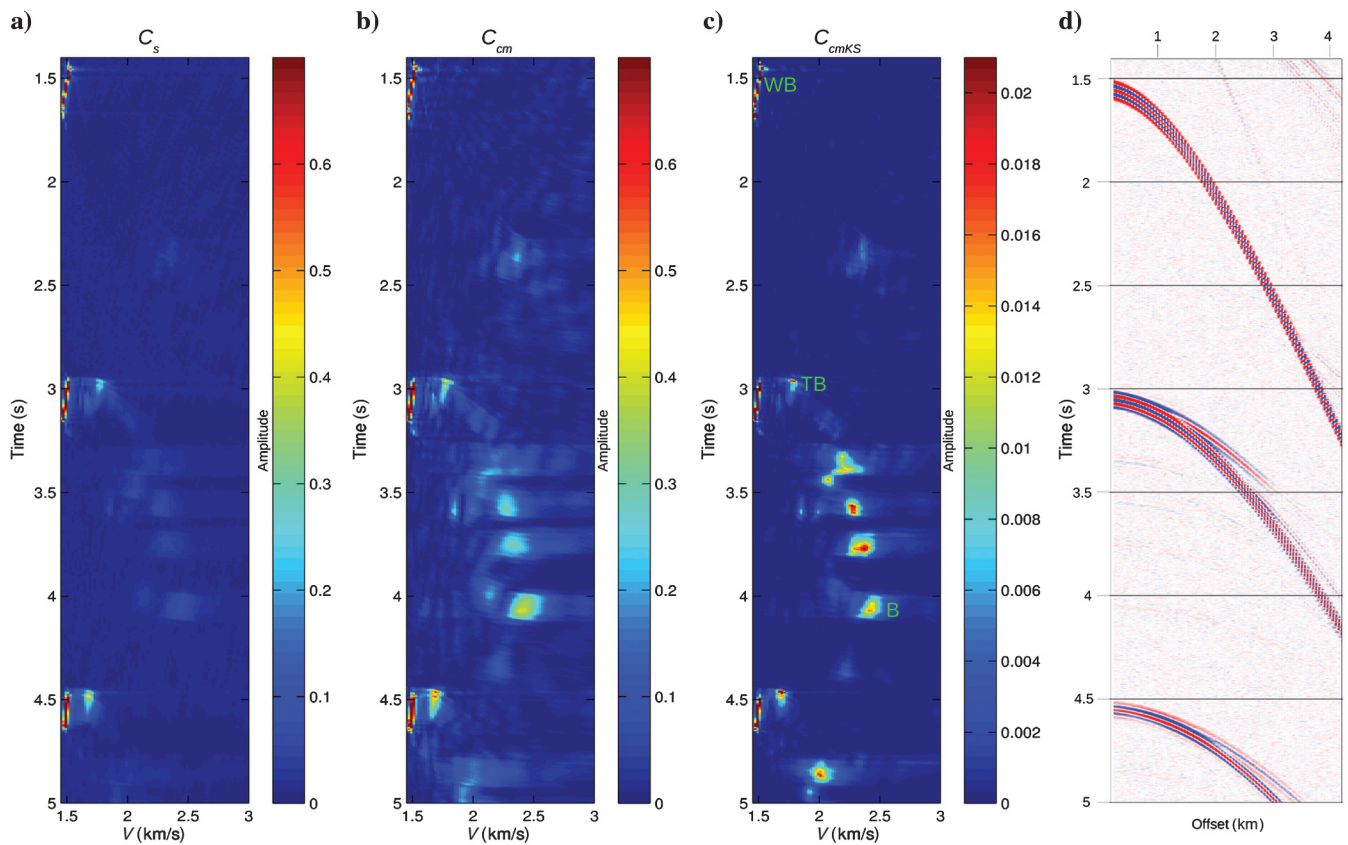 a)
C_s
1.5
2
2.5
3
3.5
4
4.5
5
Time (s)
1.5 2 2.5 3
V (km/s)
0.6
0.5
0.4
0.3
0.2
0.1
0
Amplitude
b)
C_cm
1.5
2
2.5
3
3.5
4
4.5
5
Time (s)
1.5 2 2.5 3
V (km/s)
0.6
0.5
0.4
0.3
0.2
0.1
0
Amplitude
c)
C_cmKS
WB
TB
B
1.5
2
2.5
3
3.5
4
4.5
5
Time (s)
1.5 2 2.5 3
V (km/s)
0.02
0.018
0.016
0.014
0.012
0.01
0.008
0.006
0.004
0.002
0
Amplitude
d)
1 2 3 4
1.5
2
2.5
3
3.5
4
4.5
5
Time (s)
Offset (km)